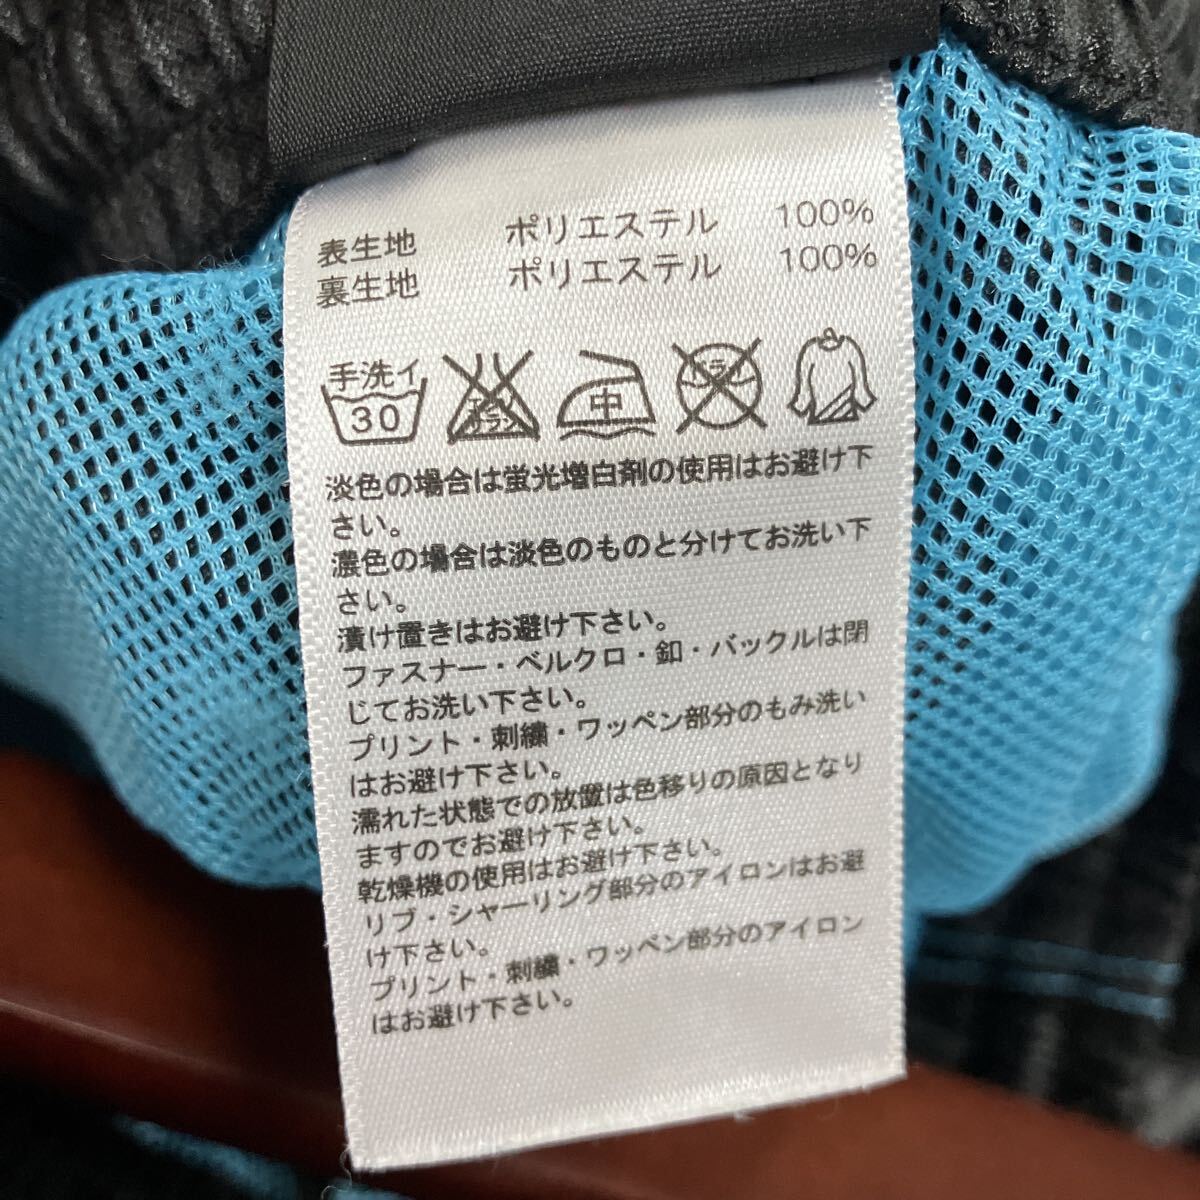 表生地 ポリエステル 100%
裏生地 ポリエステル 100%
手洗イ
30
エンソ
サラシ
中
ドライ
淡色の場合は蛍光増白剤の使用はお避け下
さい。
濃色の場合は淡色のものと分けてお洗い下
さい。
漬け置きはお避け下さい。
ファスナー・ベルクロ・釦・バックルは閉
じてお洗い下さい。
プリント・刺繍・ワッペン部分のもみ洗い
はお避け下さい。
濡れた状態での放置は色移りの原因となり
ますのでお避け下さい。
乾燥機の使用はお避け下さい。
リブ・シャーリング部分のアイロンはお避
け下さい。
プリント・刺繍・ワッペン部分のアイロン
はお避け下さい。